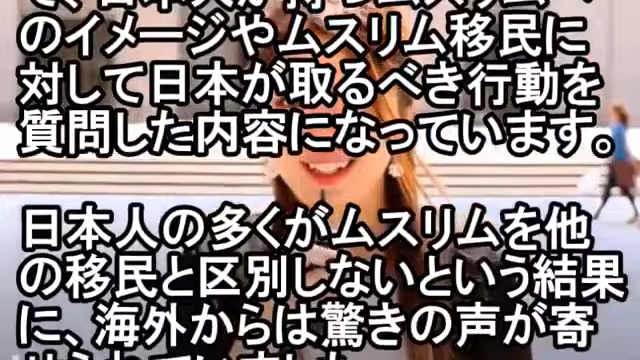 のイメージやムスリム移民に
対して日本が取るべき行動を
質問した内容になっています。
日本人の多くがムスリムを他
の移民と区別しないという結果
に、海外からは驚きの声が寄